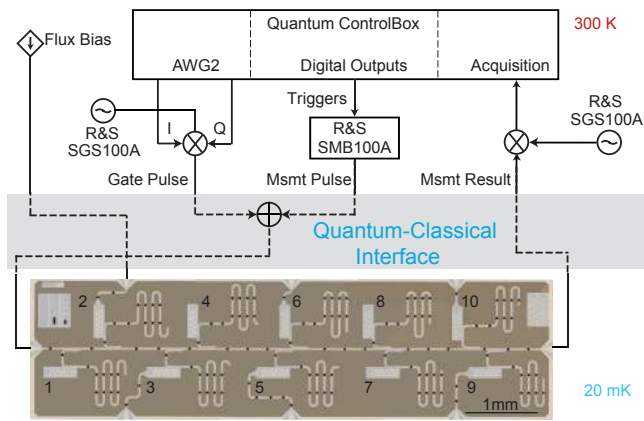 Flux Bias
Quantum ControlBox
300 K
AWG2
Digital Outputs
Acquisition
Triggers
R&S
SGS100A
I
Q
R&S
SMB100A
R&S
SGS100A
Gate Pulse
Msmt Pulse
Msmt Result
Quantum-Classical
Interface
2
4
6
8
10
1
3
5
7
9
1mm
20 mK